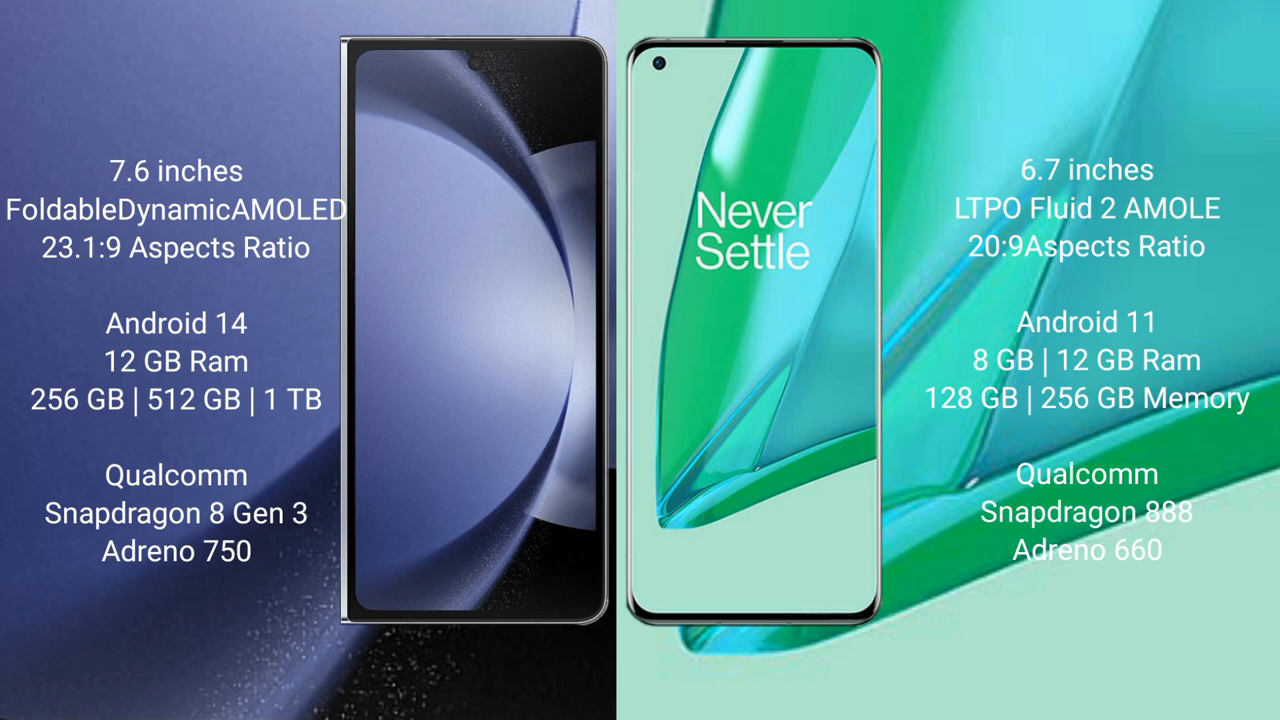 7.6 inches
FoldableDynamicAMOLED
23.1:9 Aspects Ratio
Android 14
12 GB Ram
256 GB | 512 GB | 1 TB
Qualcomm
Snapdragon 8 Gen 3
Adreno 750
Never
Settle
6.7 inches
LTPO Fluid 2 AMOLE
20:9Aspects Ratio
Android 11
8 GB | 12 GB Ram
128 GB | 256 GB Memory
Qualcomm
Snapdragon 888
Adreno 660